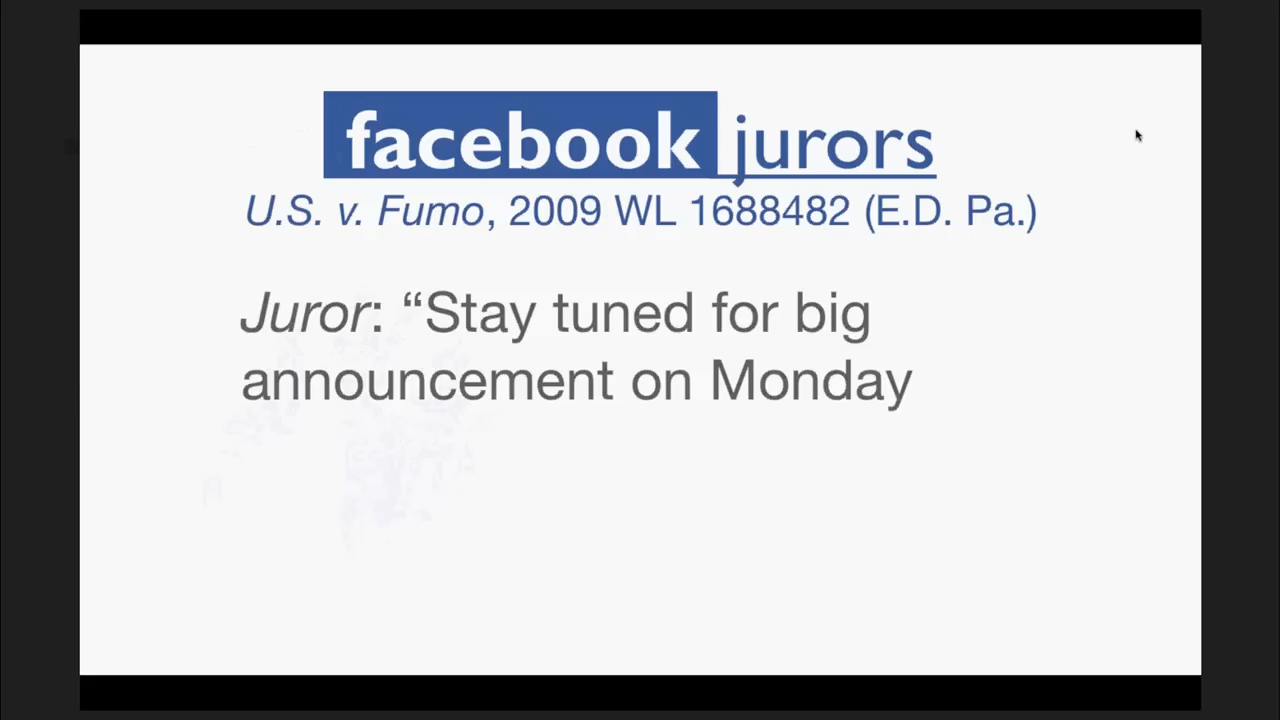 facebook jurors
U.S. v. Fumo, 2009 WL 1688482 (E.D. Pa.)
Juror: “Stay tuned for big
announcement on Monday